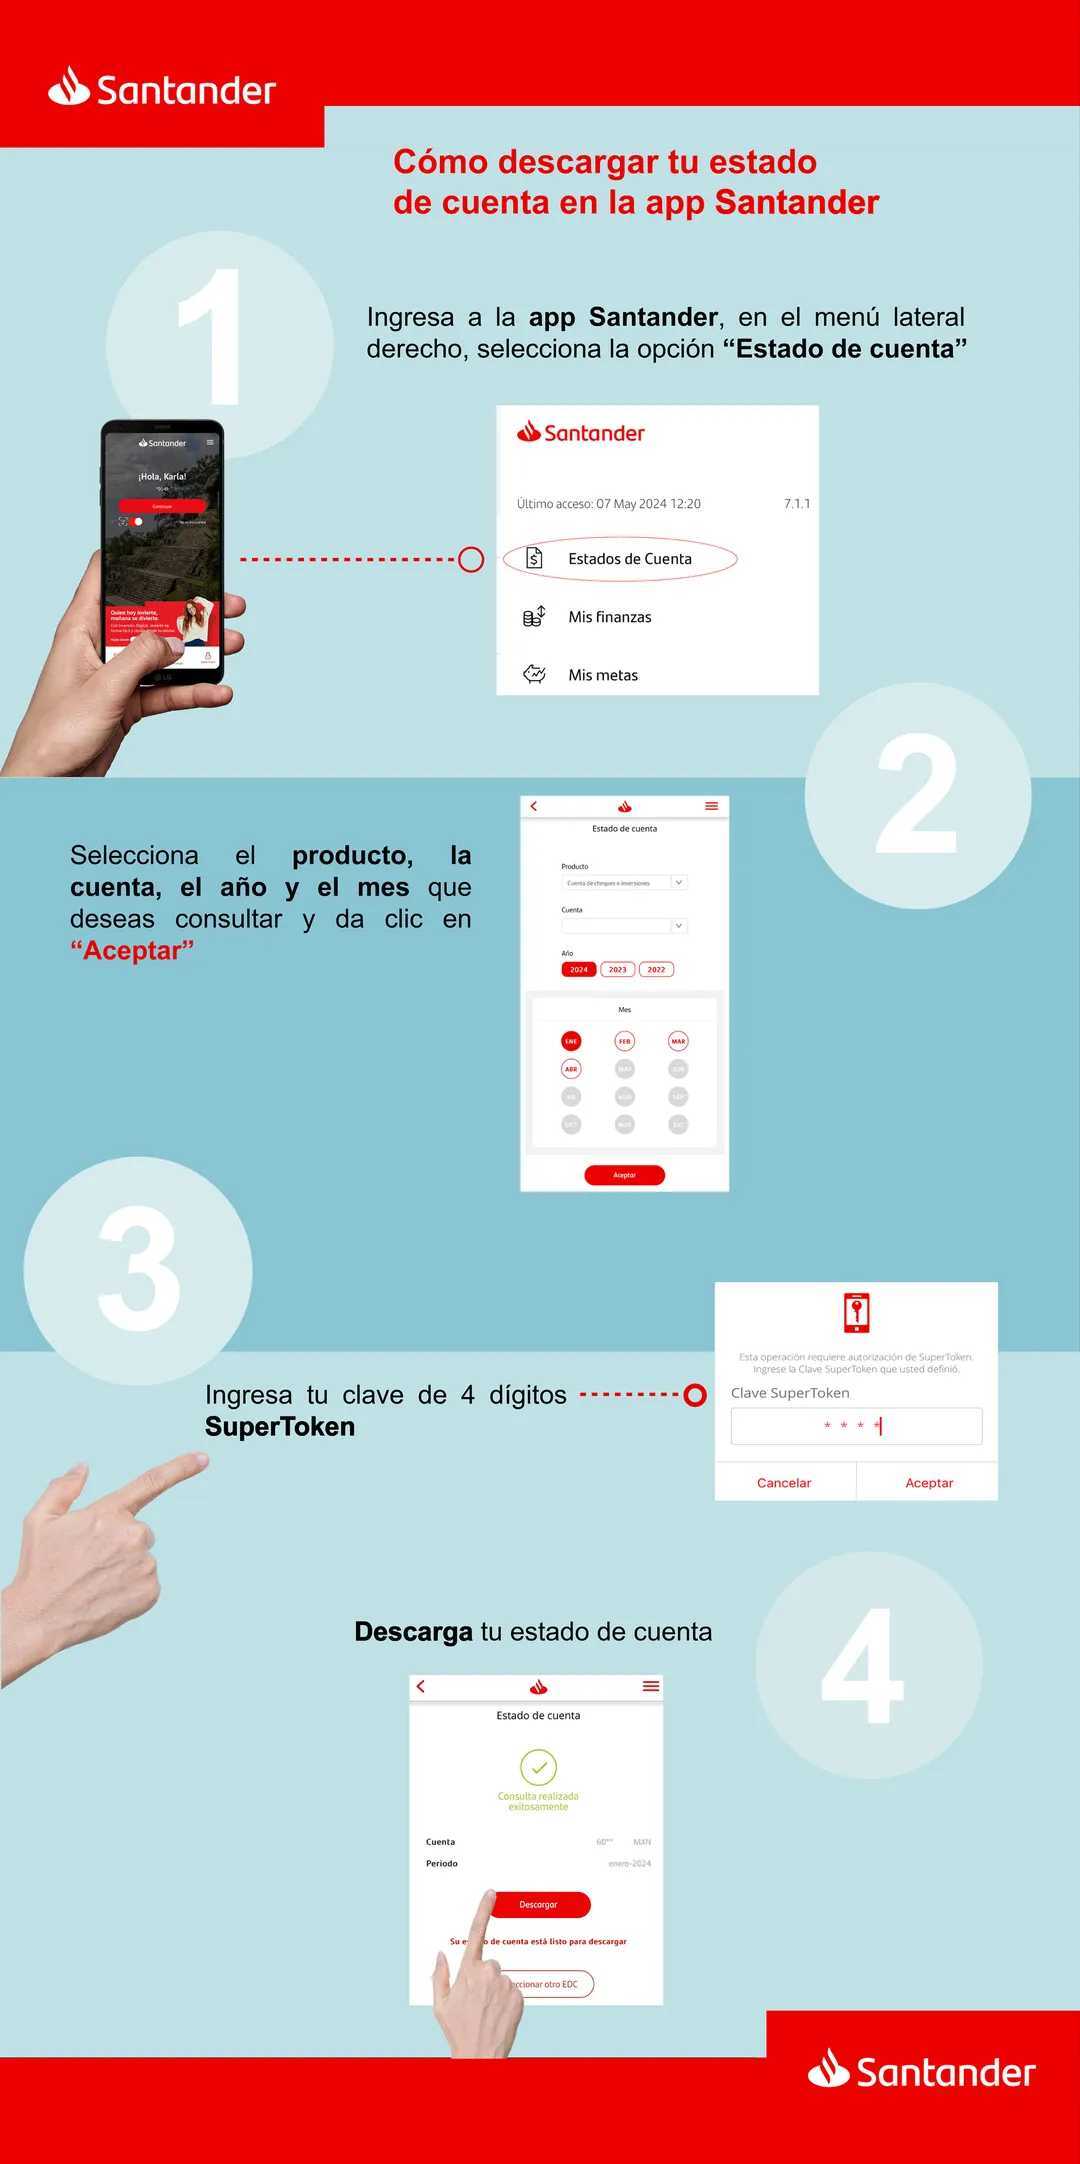 Santander
Cómo descargar tu estado
de cuenta en la app Santander
1
Ingresa a la app Santander, en el menú lateral
derecho, selecciona la opción “Estado de cuenta”
Santander
¡Hola, Karla!
Continuar
Quien hoy invierte,
mañana se divierte.
LG
Santander
Último acceso: 07 May 2024 12:20 7.1.1
Estados de Cuenta
Mis finanzas
Mis metas
2
Selecciona el producto, la
cuenta, el año y el mes que
deseas consultar y da clic en
“Aceptar”
Estado de cuenta
Producto
Cuenta de cheques e inversiones
Cuenta
Año
2024 2023 2022
Mes
ENE FEB MAR
ABR MAY JUN
JUL AGO SEP
OCT NOV DIC
Aceptar
3
Ingresa tu clave de 4 dígitos
SuperToken
Esta operación requiere autorización de SuperToken.
Ingrese la Clave SuperToken que usted definió.
Clave SuperToken
* * * *
Cancelar Aceptar
4
Descarga tu estado de cuenta
Estado de cuenta
Consulta realizada
exitosamente
Cuenta 60** MXN
Periodo enero-2024
Descargar
Su e o de cuenta está listo para descargar
ccionar otro EDC
Santander